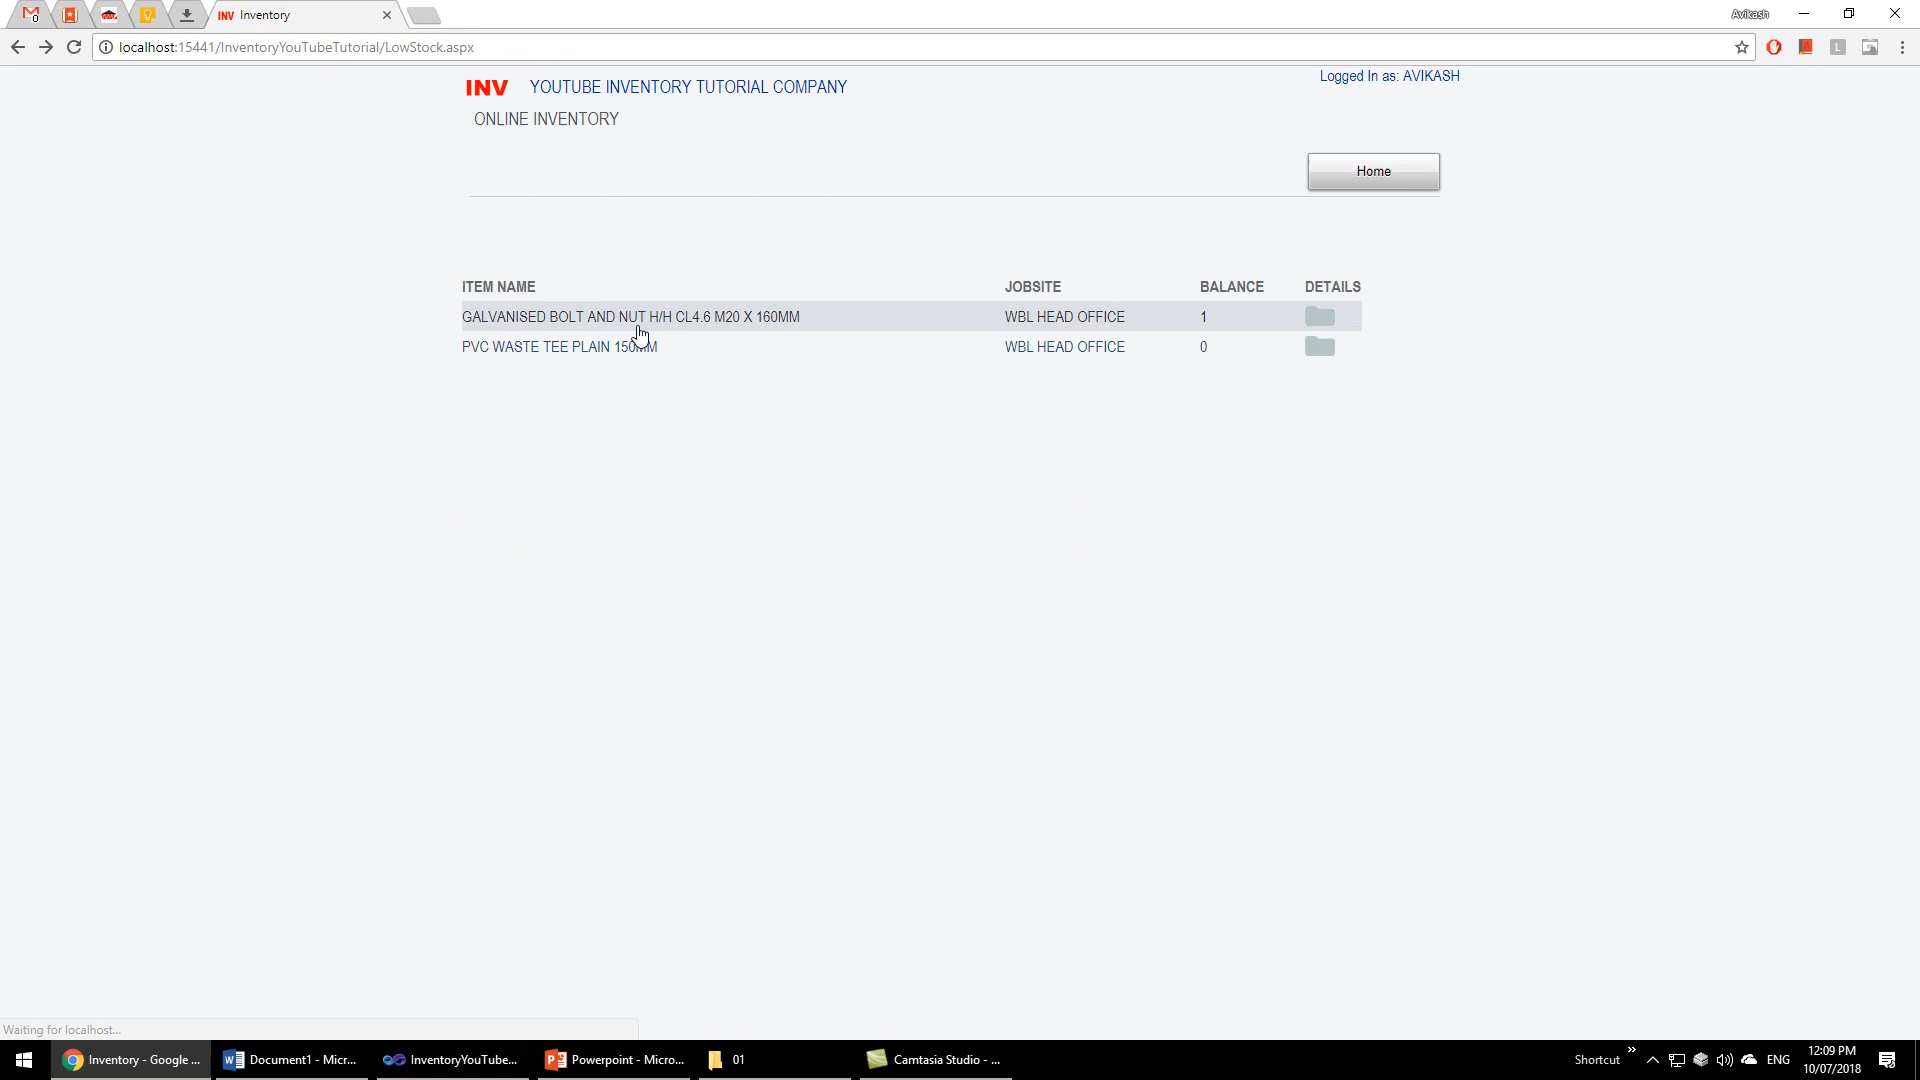 INV Inventory
Avikash
localhost:15441/InventoryYouTubeTutorial/LowStock.aspx
L
INV YOUTUBE INVENTORY TUTORIAL COMPANY
Logged In as: AVIKASH
ONLINE INVENTORY
Home
ITEM NAME JOBSITE BALANCE DETAILS
GALVANISED BOLT AND NUT H/H CL4.6 M20 X 160MM WBL HEAD OFFICE 1
PVC WASTE TEE PLAIN 150MM WBL HEAD OFFICE 0
Waiting for localhost...
Inventory - Google ... Document1 - Micr... InventoryYouTube... Powerpoint - Micro... 01 Camtasia Studio - ... Shortcut ENG 12:09 PM
10/07/2018